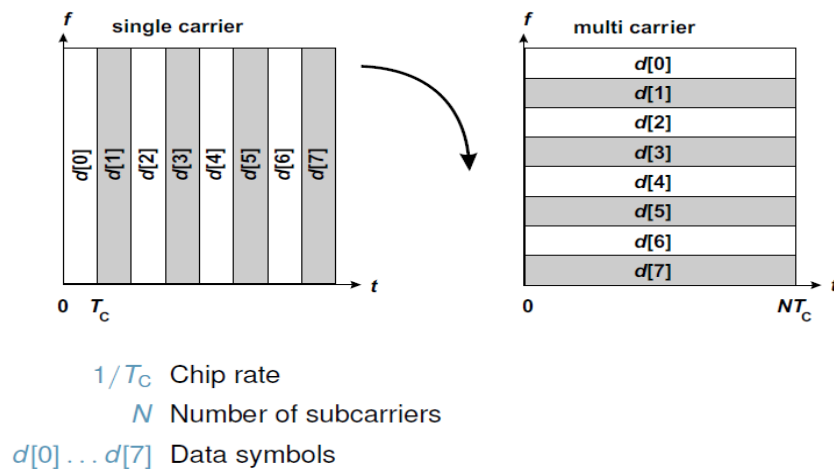 single carrier
f
d[0] d[1] d[2] d[3] d[4] d[5] d[6] d[7]
t
0 T_C
multi carrier
f
d[0]
d[1]
d[2]
d[3]
d[4]
d[5]
d[6]
d[7]
t
0 NT_C
1/T_C Chip rate
N Number of subcarriers
d[0] ... d[7] Data symbols